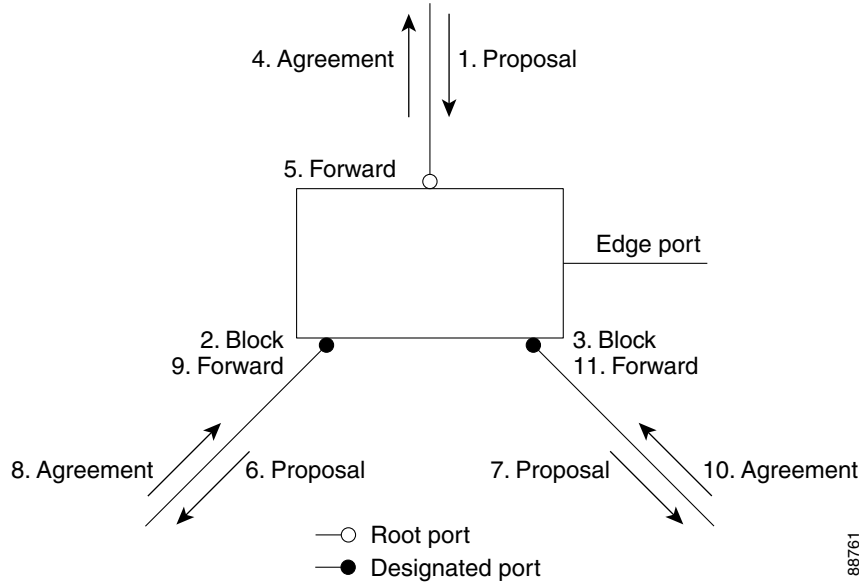 4. Agreement
1. Proposal
5. Forward
Edge port
2. Block
9. Forward
3. Block
11. Forward
8. Agreement
6. Proposal
7. Proposal
10. Agreement
Root port
Designated port
88761